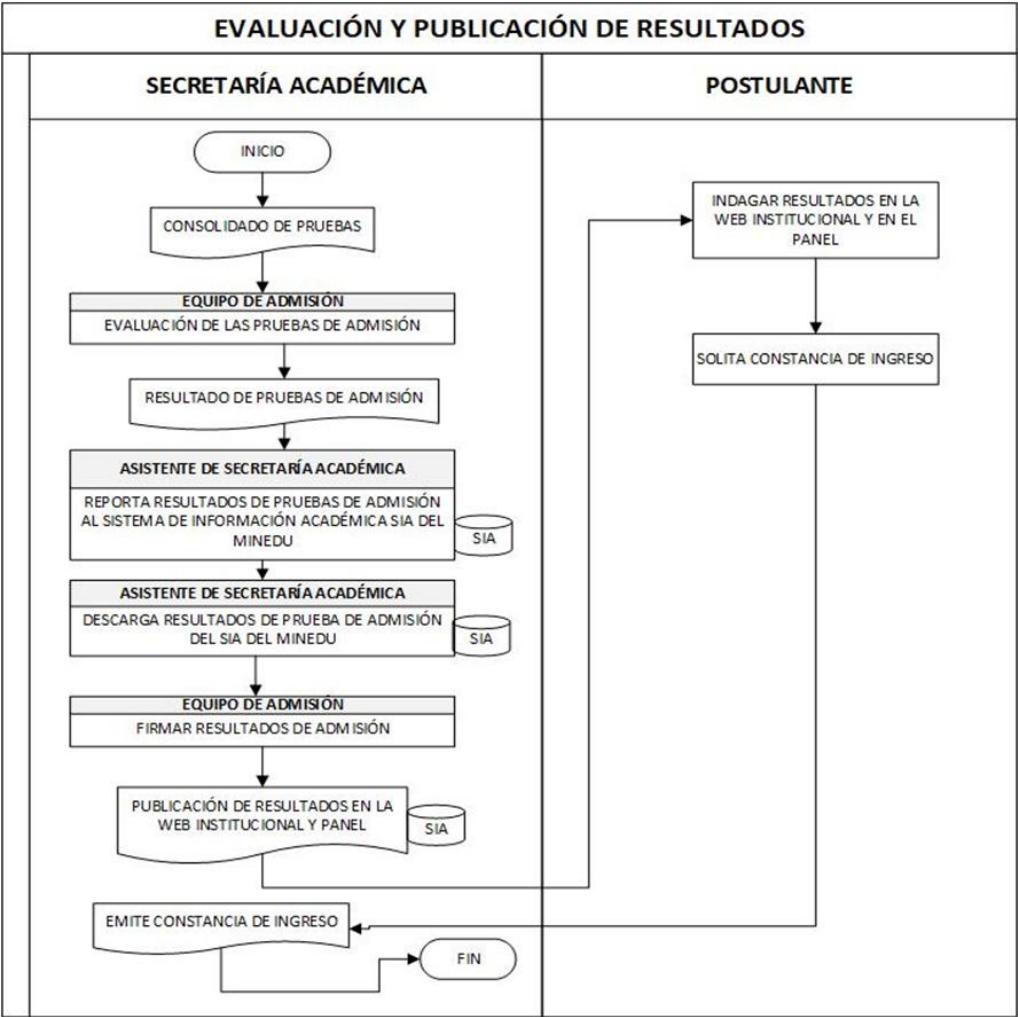 EVALUACIÓN Y PUBLICACIÓN DE RESULTADOS
SECRETARÍA ACADÉMICA
POSTULANTE
INICIO
CONSOLIDADO DE PRUEBAS
EQUIPO DE ADMISIÓN
EVALUACIÓN DE LAS PRUEBAS DE ADMISIÓN
RESULTADO DE PRUEBAS DE ADMISIÓN
ASISTENTE DE SECRETARÍA ACADÉMICA
REPORTA RESULTADOS DE PRUEBAS DE ADMISIÓN
AL SISTEMA DE INFORMACIÓN ACADÉMICA SIA DEL
MINEDU
SIA
ASISTENTE DE SECRETARÍA ACADÉMICA
DESCARGA RESULTADOS DE PRUEBA DE ADMISIÓN
DEL SIA DEL MINEDU
SIA
EQUIPO DE ADMISIÓN
FIRMAR RESULTADOS DE ADMISIÓN
PUBLICACIÓN DE RESULTADOS EN LA
WEB INSTITUCIONAL Y PANEL
SIA
INDAGAR RESULTADOS EN LA
WEB INSTITUCIONAL Y EN EL
PANEL
SOLITA CONSTANCIA DE INGRESO
EMITE CONSTANCIA DE INGRESO
FIN